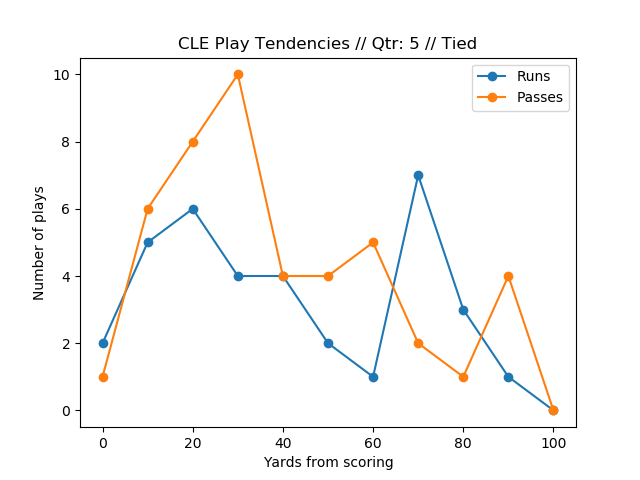 CLE Play Tendencies // Qtr: 5 // Tied
Runs
Passes
10
8
6
4
2
0
Number of plays
0 20 40 60 80 100
Yards from scoring